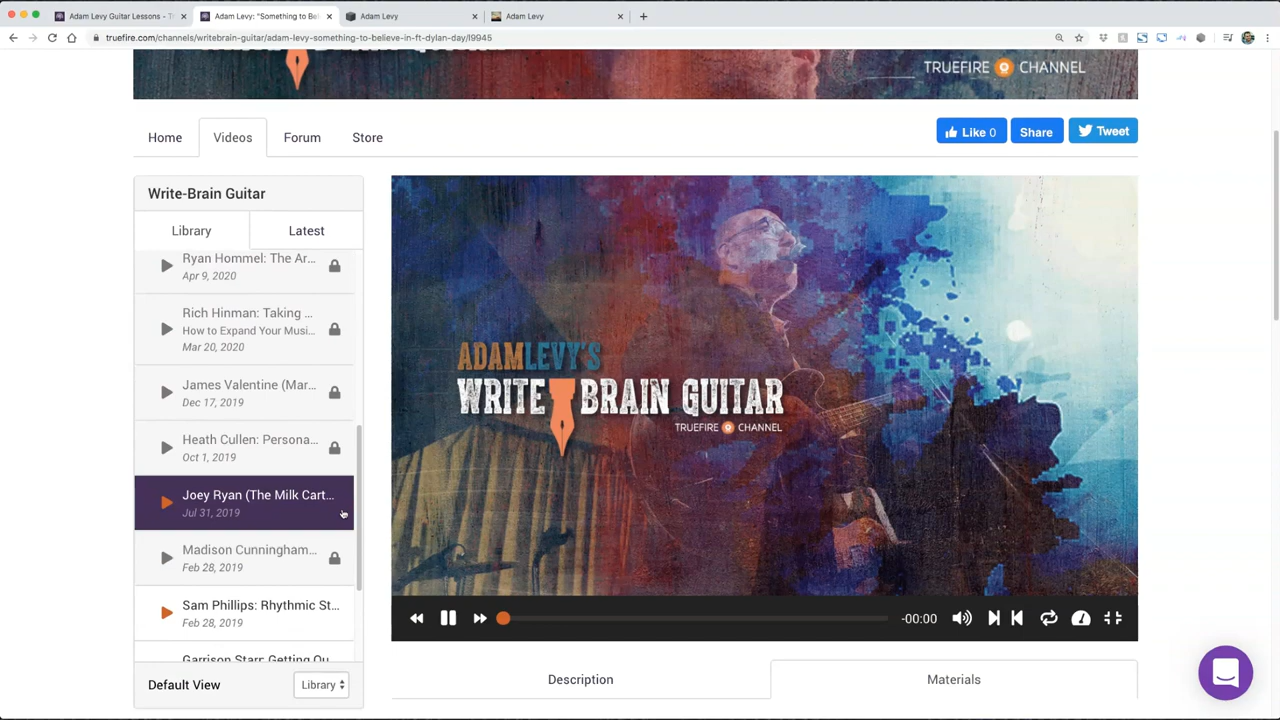 Adam Levy Guitar Lessons - T
Adam Levy: "Something to Be
Adam Levy
Adam Levy
truefire.com/channels/writebrain-guitar/adam-levy-something-to-believe-in-ft-dylan-day/l9945
TRUEFIRE CHANNEL
Home
Videos
Forum
Store
Like 0
Share
Tweet
Write-Brain Guitar
Library
Latest
Ryan Hommel: The Ar...
Apr 9, 2020
Rich Hinman: Taking ...
How to Expand Your Musi...
Mar 20, 2020
James Valentine (Mar...
Dec 17, 2019
Heath Cullen: Persona...
Oct 1, 2019
Joey Ryan (The Milk Cart...
Jul 31, 2019
Madison Cunningham...
Feb 28, 2019
Sam Phillips: Rhythmic St...
Feb 28, 2019
Garrison Starr: Getting Ou
Default View
Library
ADAM LEVY'S
WRITE BRAIN GUITAR
TRUEFIRE CHANNEL
-00:00
Description
Materials